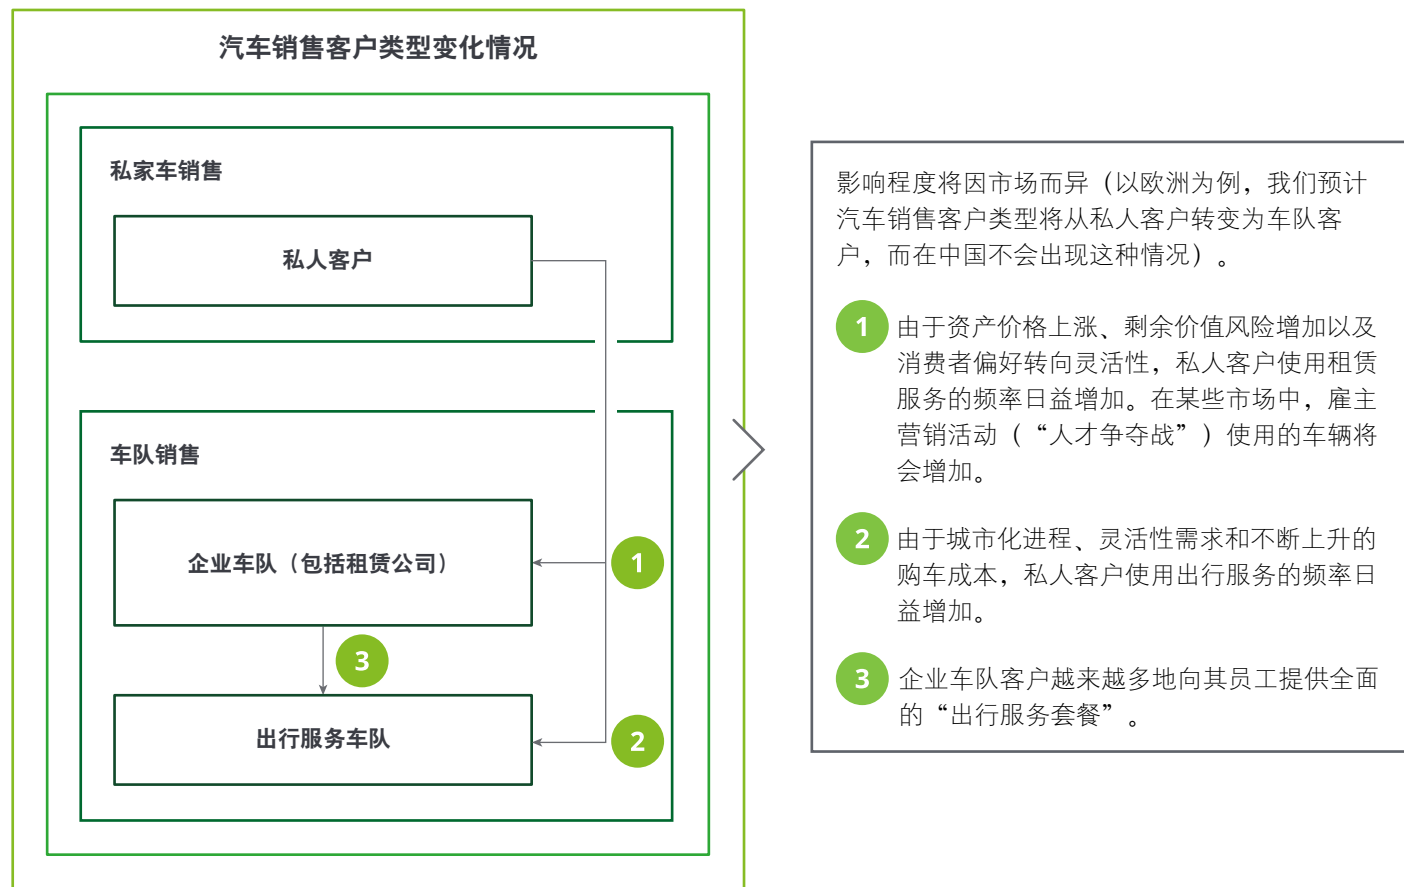 汽车销售客户类型变化情况
私家车销售
私人客户
车队销售
企业车队（包括租赁公司）
1
3
出行服务车队
2
影响程度将因市场而异（以欧洲为例，我们预计
汽车销售客户类型将从私人客户转变为车队客
户，而在中国不会出现这种情况）。
1 由于资产价格上涨、剩余价值风险增加以及
消费者偏好转向灵活性，私人客户使用租赁
服务的频率日益增加。在某些市场中，雇主
营销活动（“人才争夺战”）使用的车辆将
会增加。
2 由于城市化进程、灵活性需求和不断上升的
购车成本，私人客户使用出行服务的频率日
益增加。
3 企业车队客户越来越多地向其员工提供全面
的“出行服务套餐”。